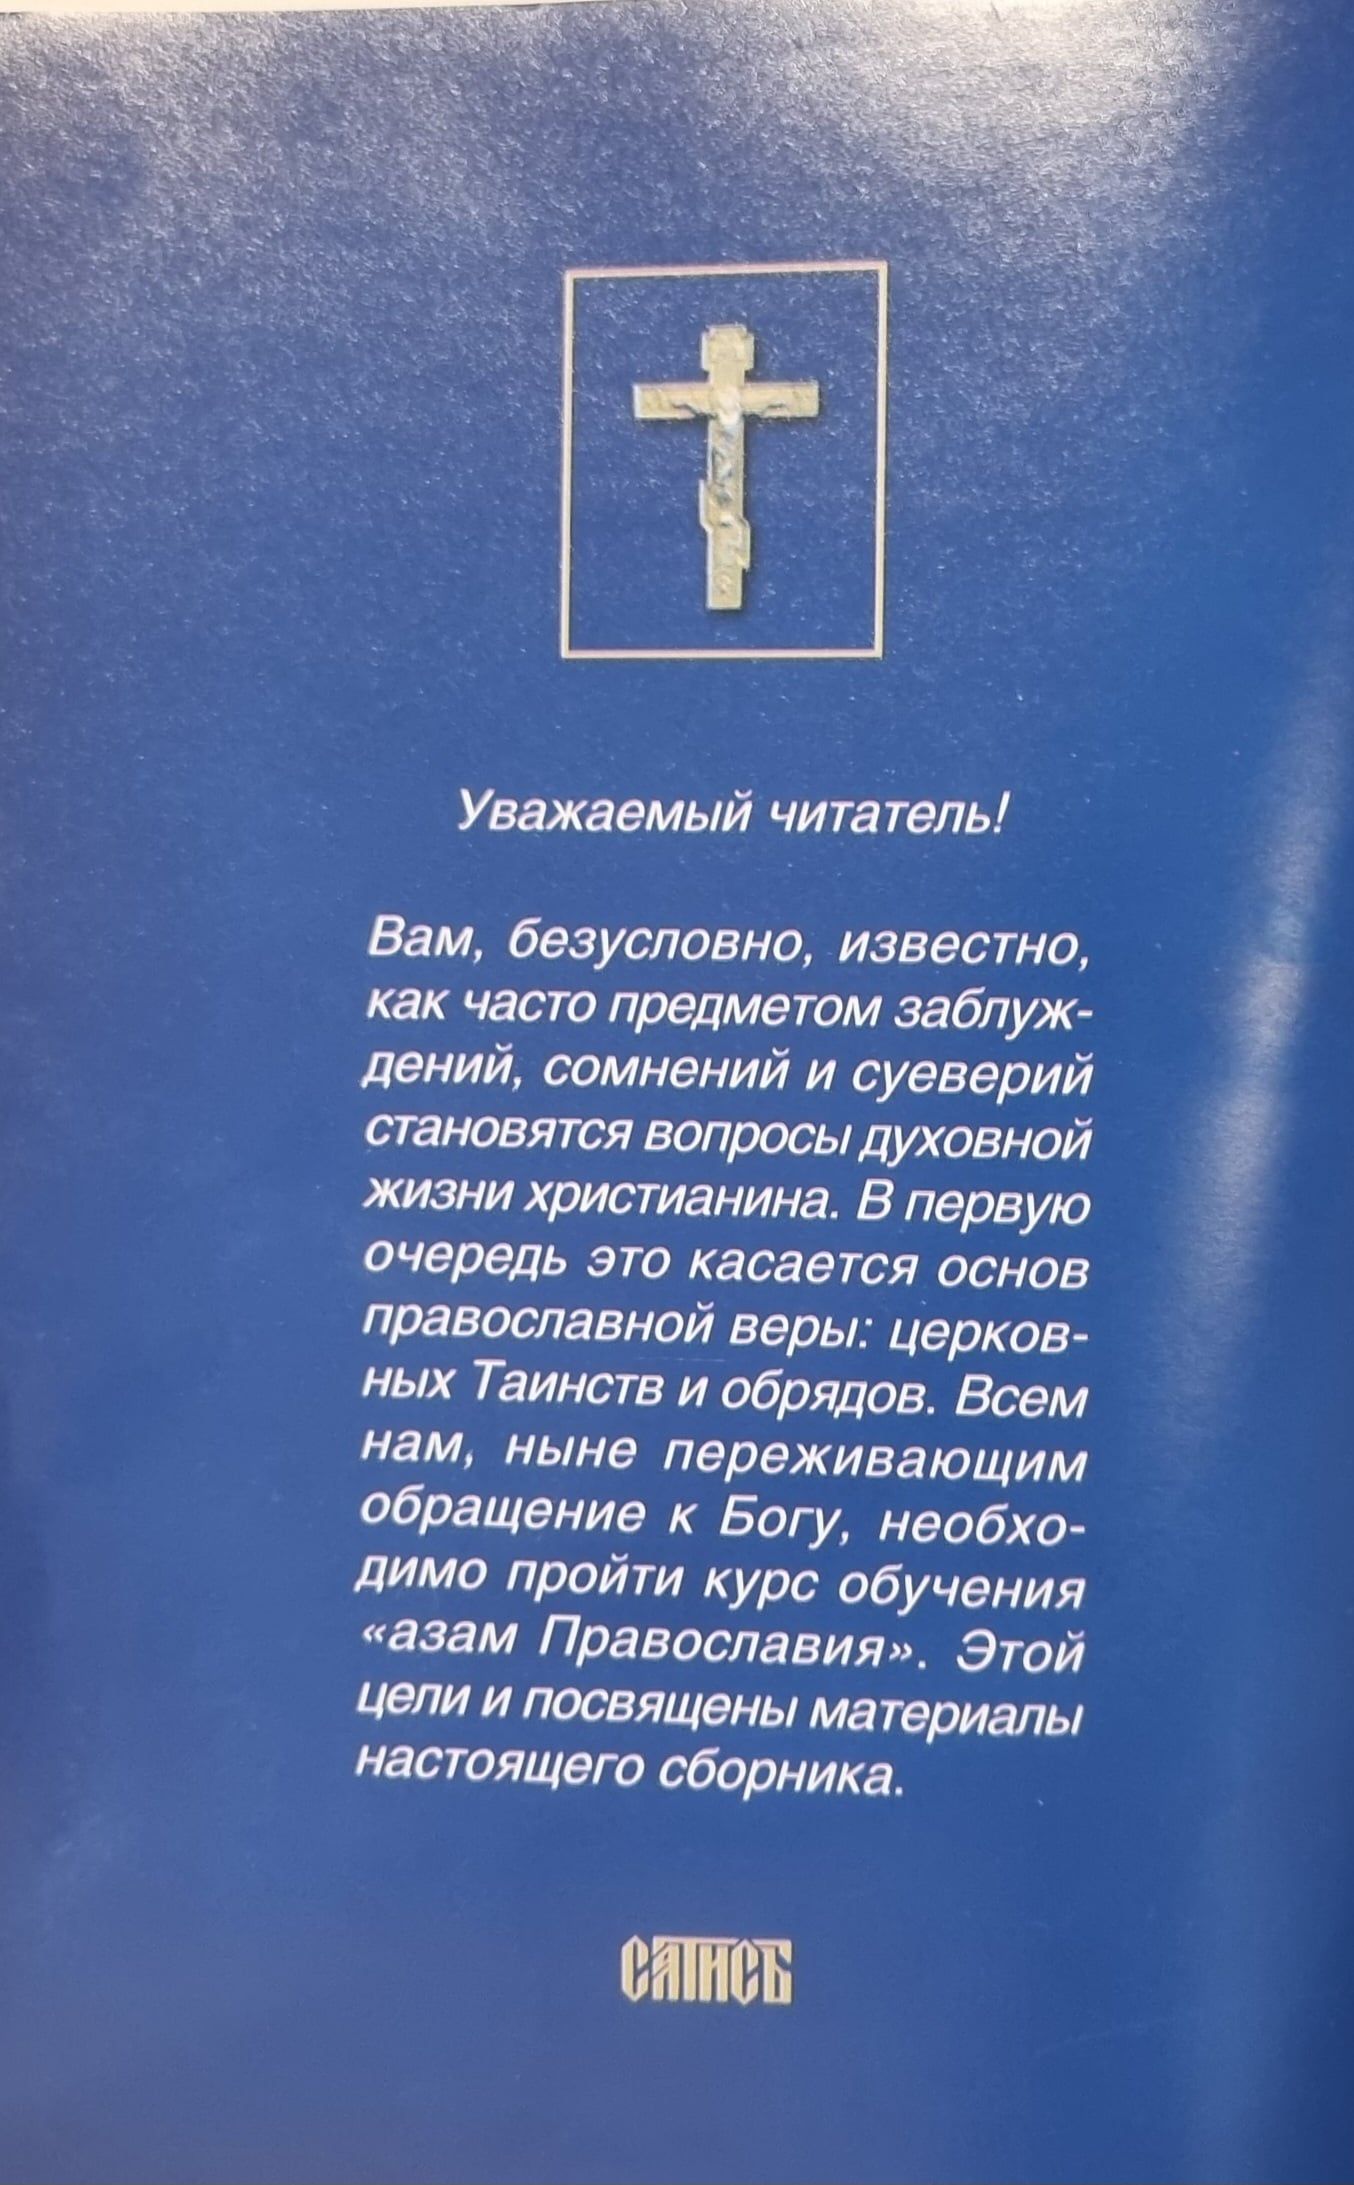 Уважаемый читатель!
Вам, безусловно, известно,
как часто предметом заблуж-
дений, сомнений и суеверий
становятся вопросы духовной
жизни христианина. В первую
очередь это касается основ
православной веры: церков-
ных Таинств и обрядов. Всем
нам, ныне переживающим
обращение к Богу, необхо-
димо пройти курс обучения
«азам Православия». Этой
цели и посвящены материалы
настоящего сборника.
САТИСЪ